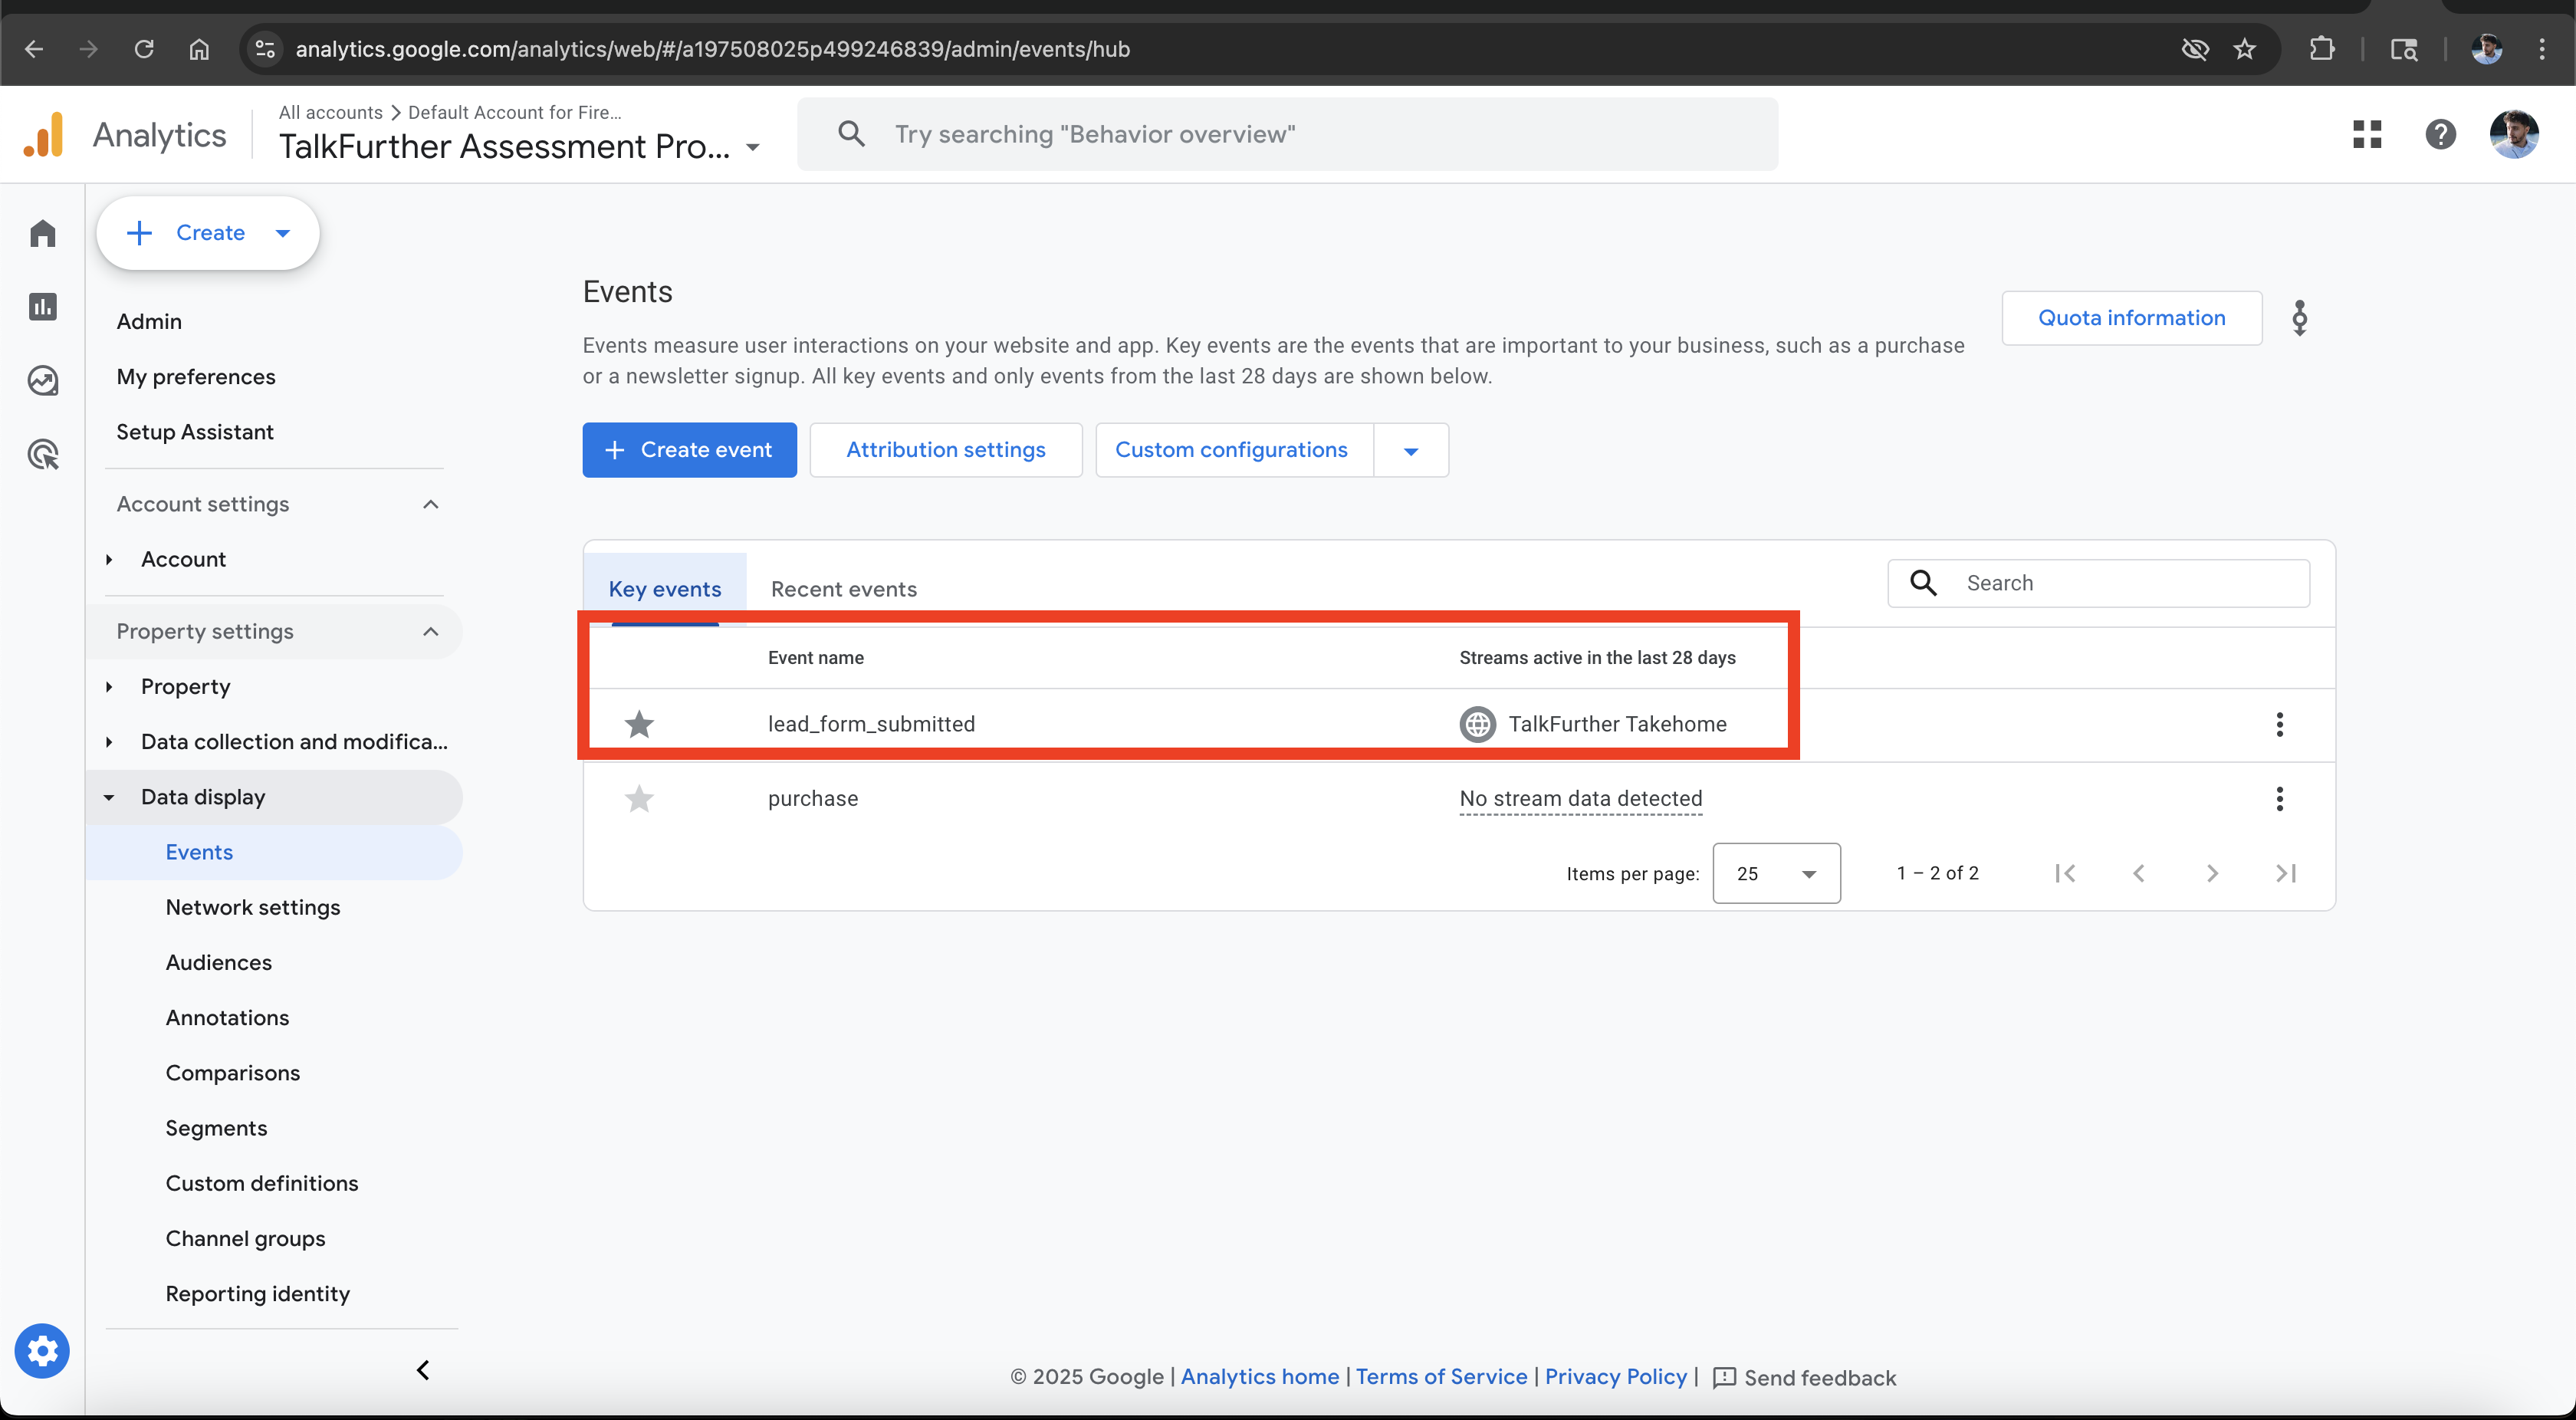 analytics.google.com/analytics/web/#/a197508025p499246839/admin/events/hub
Analytics
All accounts > Default Account for Fire...
TalkFurther Assessment Pro...
Try searching "Behavior overview"
Create
Admin
My preferences
Setup Assistant
Account settings
Account
Property settings
Property
Data collection and modifica...
Data display
Events
Network settings
Audiences
Annotations
Comparisons
Segments
Custom definitions
Channel groups
Reporting identity
Events
Quota information
Events measure user interactions on your website and app. Key events are the events that are important to your business, such as a purchase
or a newsletter signup. All key events and only events from the last 28 days are shown below.
Create event
Attribution settings
Custom configurations
Key events
Recent events
Search
Event name
Streams active in the last 28 days
lead_form_submitted
TalkFurther Takehome
purchase
No stream data detected
Items per page:
25
1 – 2 of 2
© 2025 Google | Analytics home | Terms of Service | Privacy Policy | Send feedback